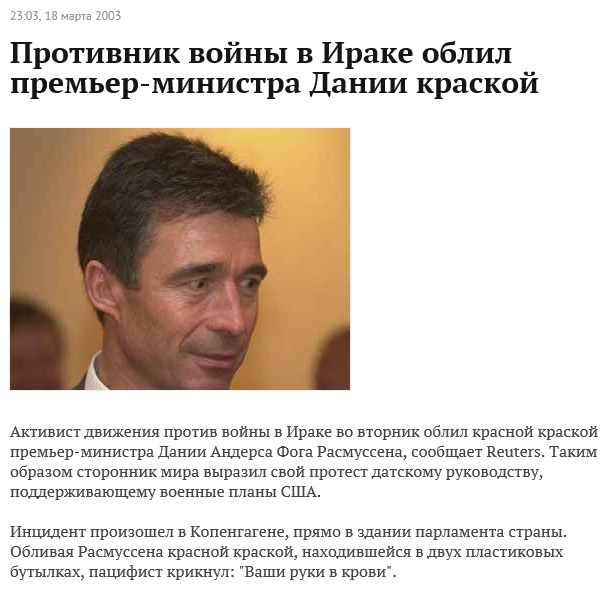 23:03, 18 марта 2003
Противник войны в Ираке облил
премьер-министра Дании краской
Активист движения против войны в Ираке во вторник облил красной краской
премьер-министра Дании Андерса Фога Расмуссена, сообщает Reuters. Таким
образом сторонник мира выразил свой протест датскому руководству,
поддерживающему военные планы США.
Инцидент произошел в Копенгагене, прямо в здании парламента страны.
Обливая Расмуссена красной краской, находившейся в двух пластиковых
бутылках, пацифист крикнул: "Ваши руки в крови".